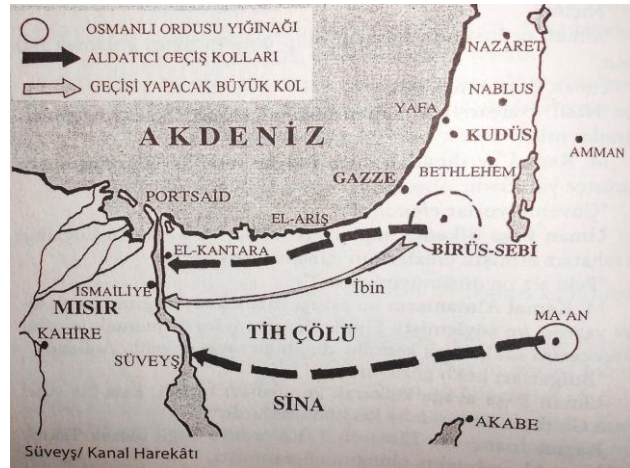 OSMANLI ORDUSU YIĞINAĞI
ALDATICI GEÇİŞ KOLLARI
GEÇİŞİ YAPACAK BÜYÜK KOL
NAZARET
NABLUS
YAFA
KUDÜS
AKDENİZ
AMMAN
BETHLEHEM
GAZZE
PORTSAİD
EL-ARİŞ
BİRÜS-SEBİ
EL-KANTARA
İbin
İSMAİLİYE
MISIR
TİH ÇÖLÜ
MA'AN
KAHİRE
SÜVEYŞ
SİNA
AKABE
Süveyş/ Kanal Harekâtı